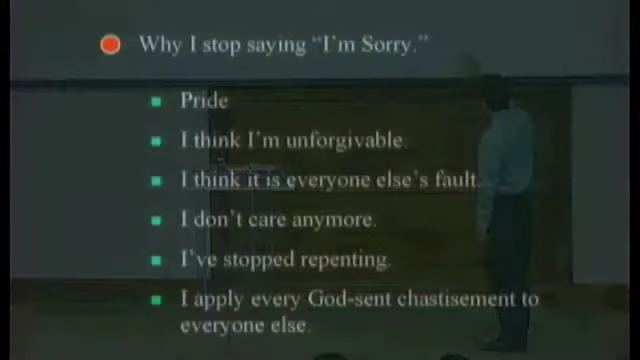 Why I stop saying “I’m Sorry.”
Pride
I think I’m unforgivable.
I think it is everyone else’s fault.
I don’t care anymore.
I’ve stopped repenting.
I apply every God-sent chastisement to
everyone else.